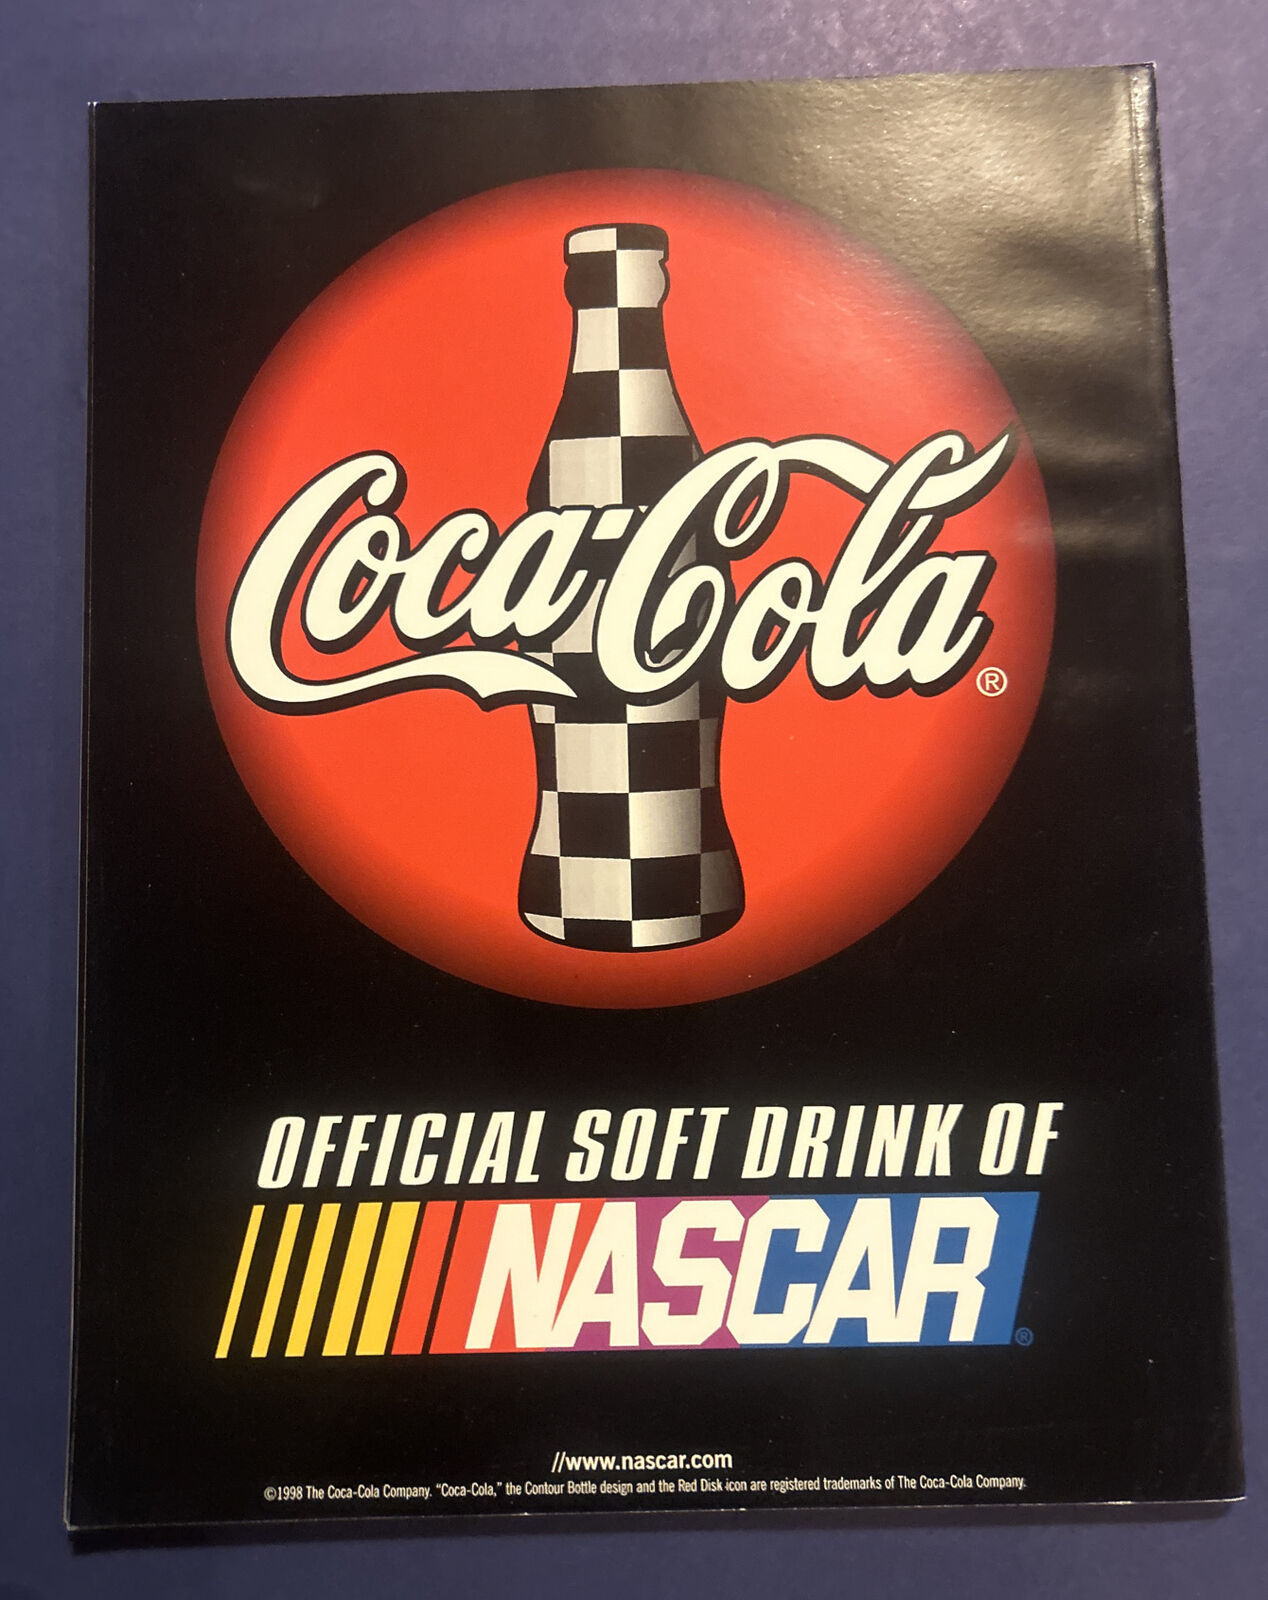 Coca-Cola®
OFFICIAL SOFT DRINK OF
NASCAR®
//www.nascar.com
©1998 The Coca-Cola Company. “Coca-Cola,” the Contour Bottle design and the Red Disk icon are registered trademarks of The Coca-Cola Company.